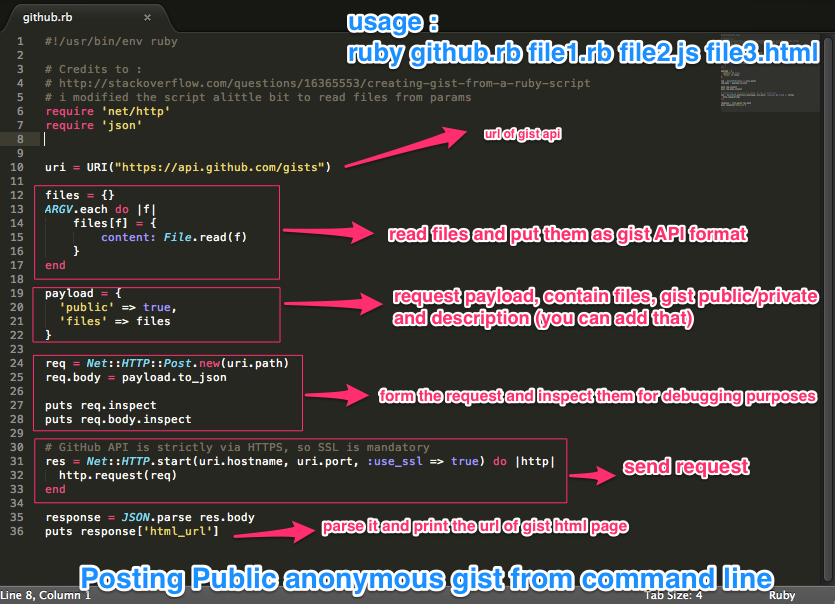 github.rb
×
usage :
ruby github.rb file1.rb file2.js file3.html
1 #!/usr/bin/env ruby
2
3 # Credits to :
4 # http://stackoverflow.com/questions/16365553/creating-gist-from-a-ruby-script
5 # i modified the script alittle bit to read files from params
6 require 'net/http'
7 require 'json'
8
url of gist api
9
10 uri = URI("https://api.github.com/gists")
11
12 files = {}
13 ARGV.each do |f|
14 files[f] = {
15 content: File.read(f)
16 }
17 end
read files and put them as gist API format
18
19 payload = {
20 'public' => true,
21 'files' => files
22 }
request payload, contain files, gist public/private
and description (you can add that)
23
24 req = Net::HTTP::Post.new(uri.path)
25 req.body = payload.to_json
26
27 puts req.inspect
28 puts req.body.inspect
form the request and inspect them for debugging purposes
29
30 # GitHub API is strictly via HTTPS, so SSL is mandatory
31 res = Net::HTTP.start(uri.hostname, uri.port, :use_ssl => true) do |http|
32 http.request(req)
33 end
send request
34
35 response = JSON.parse res.body
36 puts response['html_url']
parse it and print the url of gist html page
Posting Public anonymous gist from command line
Line 8, Column 1
Tab Size: 4
Ruby